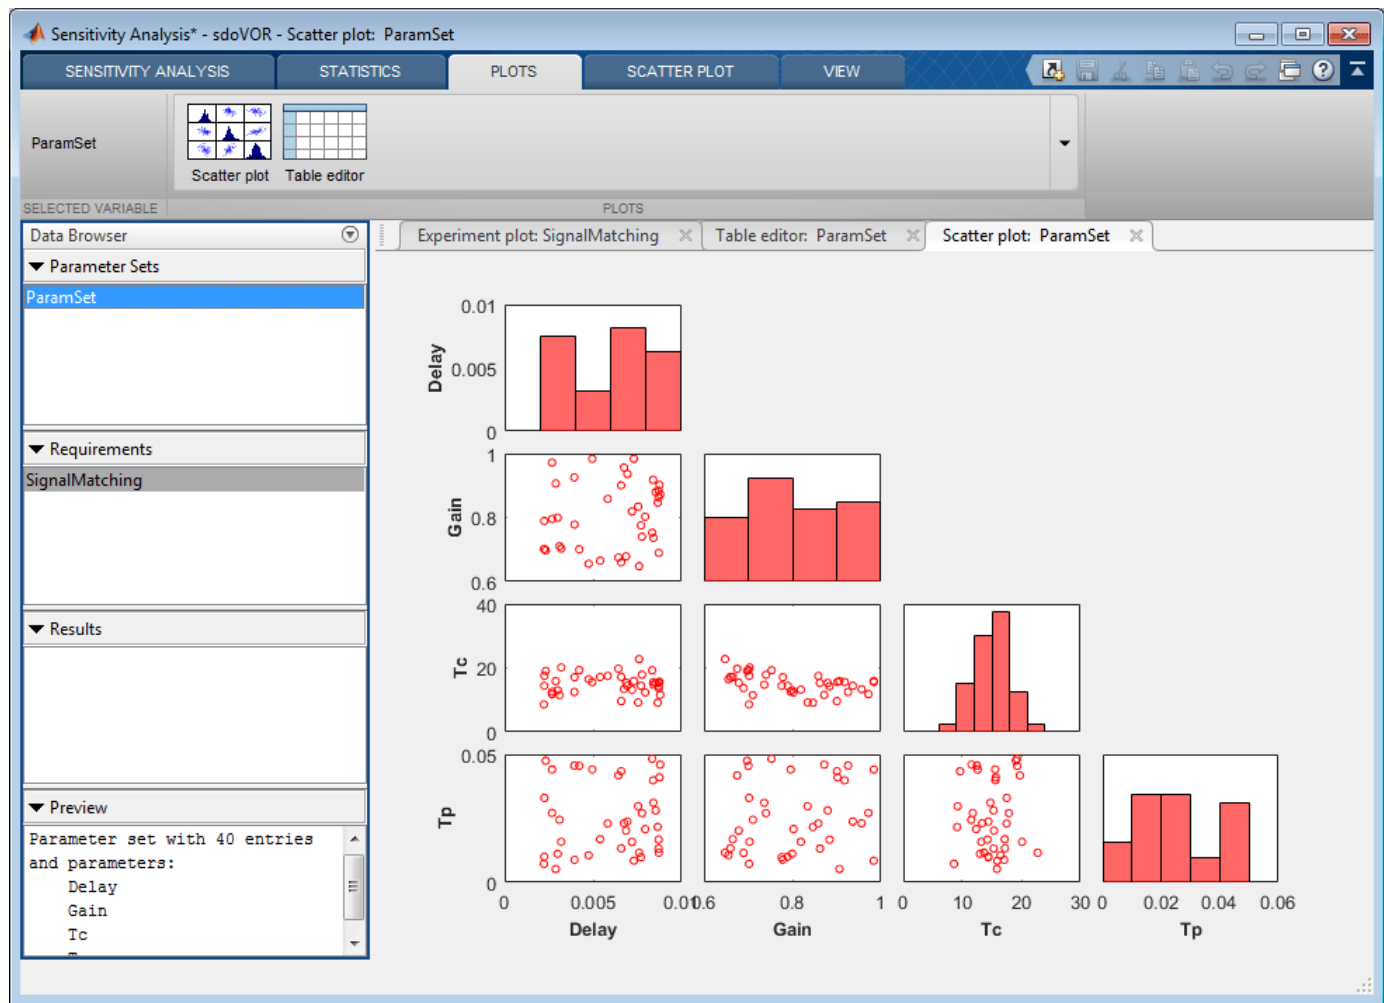 Sensitivity Analysis* - sdoVOR - Scatter plot: ParamSet
SENSITIVITY ANALYSIS STATISTICS PLOTS SCATTER PLOT VIEW
ParamSet
Scatter plot Table editor
SELECTED VARIABLE PLOTS
Data Browser
Experiment plot: SignalMatching Table editor: ParamSet Scatter plot: ParamSet
Parameter Sets
ParamSet
Requirements
SignalMatching
Results
Preview
Parameter set with 40 entries
and parameters:
Delay
Gain
Tc
0.01
0.005
0
Delay
1
0.8
0.6
Gain
40
20
0
Tc
0.05
0
Tp
0 0.005 0.01 0.6 0.8 1 0 10 20 30 0 0.02 0.04 0.06
Delay Gain Tc Tp